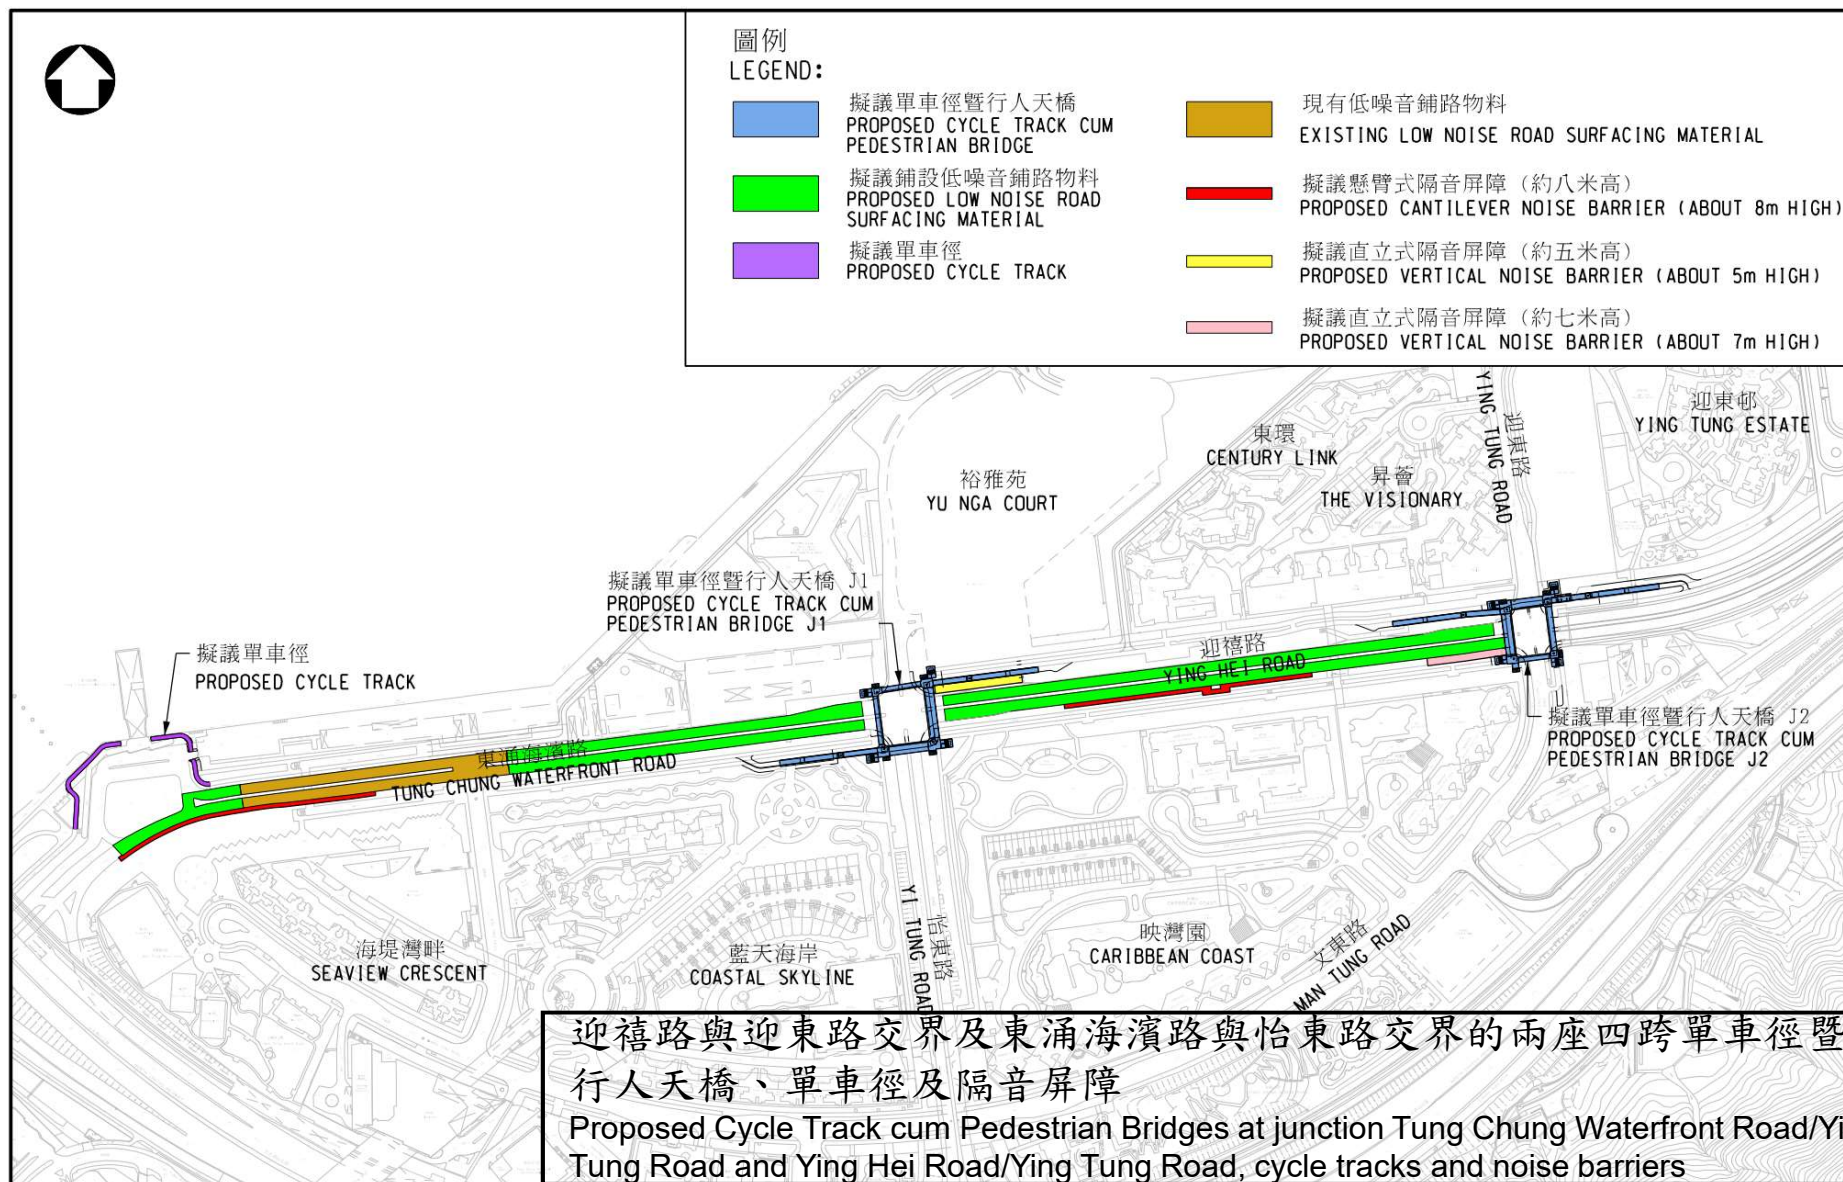 圖例
LEGEND:
擬議單車徑暨行人天橋
PROPOSED CYCLE TRACK CUM
PEDESTRIAN BRIDGE
擬議鋪設低噪音鋪路物料
PROPOSED LOW NOISE ROAD
SURFACING MATERIAL
擬議單車徑
PROPOSED CYCLE TRACK
現有低噪音鋪路物料
EXISTING LOW NOISE ROAD SURFACING MATERIAL
擬議懸臂式隔音屏障 (約八米高)
PROPOSED CANTILEVER NOISE BARRIER (ABOUT 8m HIGH)
擬議直立式隔音屏障 (約五米高)
PROPOSED VERTICAL NOISE BARRIER (ABOUT 5m HIGH)
擬議直立式隔音屏障 (約七米高)
PROPOSED VERTICAL NOISE BARRIER (ABOUT 7m HIGH)
迎東路
YING TUNG ROAD
迎東邨
YING TUNG ESTATE
東環
CENTURY LINK
昇薈
THE VISIONARY
裕雅苑
YU NGA COURT
擬議單車徑暨行人天橋 J1
PROPOSED CYCLE TRACK CUM
PEDESTRIAN BRIDGE J1
擬議單車徑
PROPOSED CYCLE TRACK
迎禧路
YING HEI ROAD
東涌海濱路
TUNG CHUNG WATERFRONT ROAD
擬議單車徑暨行人天橋 J2
PROPOSED CYCLE TRACK CUM
PEDESTRIAN BRIDGE J2
海堤灣畔
SEAVIEW CRESCENT
藍天海岸
COASTAL SKYLINE
怡東路
YI TUNG ROAD
映灣園
CARIBBEAN COAST
文東路
MAN TUNG ROAD
迎禧路與迎東路交界及東涌海濱路與怡東路交界的兩座四跨單車徑暨
行人天橋、單車徑及隔音屏障
Proposed Cycle Track cum Pedestrian Bridges at junction Tung Chung Waterfront Road/Yi
Tung Road and Ying Hei Road/Ying Tung Road, cycle tracks and noise barriers